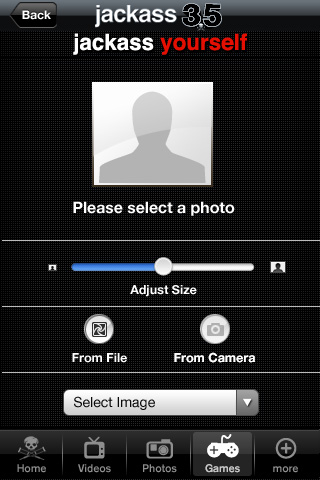 Back
jackass 3.5
jackass yourself
Please select a photo
Adjust Size
From File
From Camera
Select Image
Home
Videos
Photos
Games
more